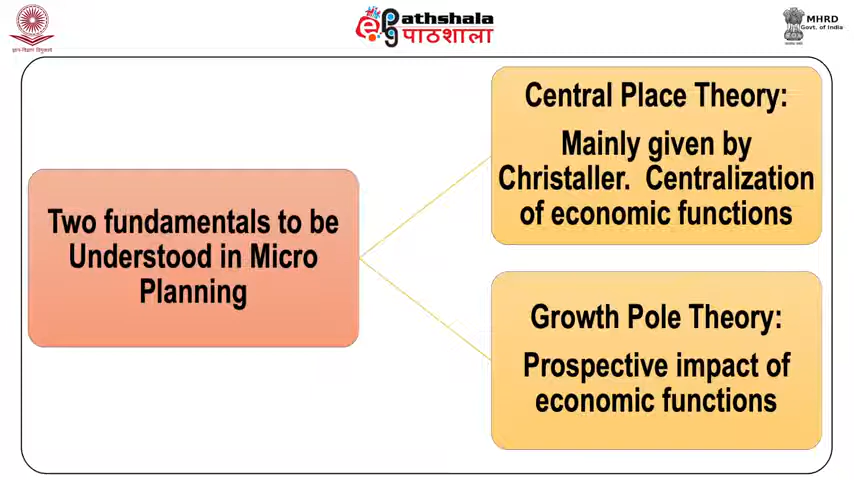 ज्ञान-विज्ञान विमुक्तये
Pathshala
पाठशाला
MHRD
Govt. of India
Two fundamentals to be
Understood in Micro
Planning
Central Place Theory:
Mainly given by
Christaller. Centralization
of economic functions
Growth Pole Theory:
Prospective impact of
economic functions